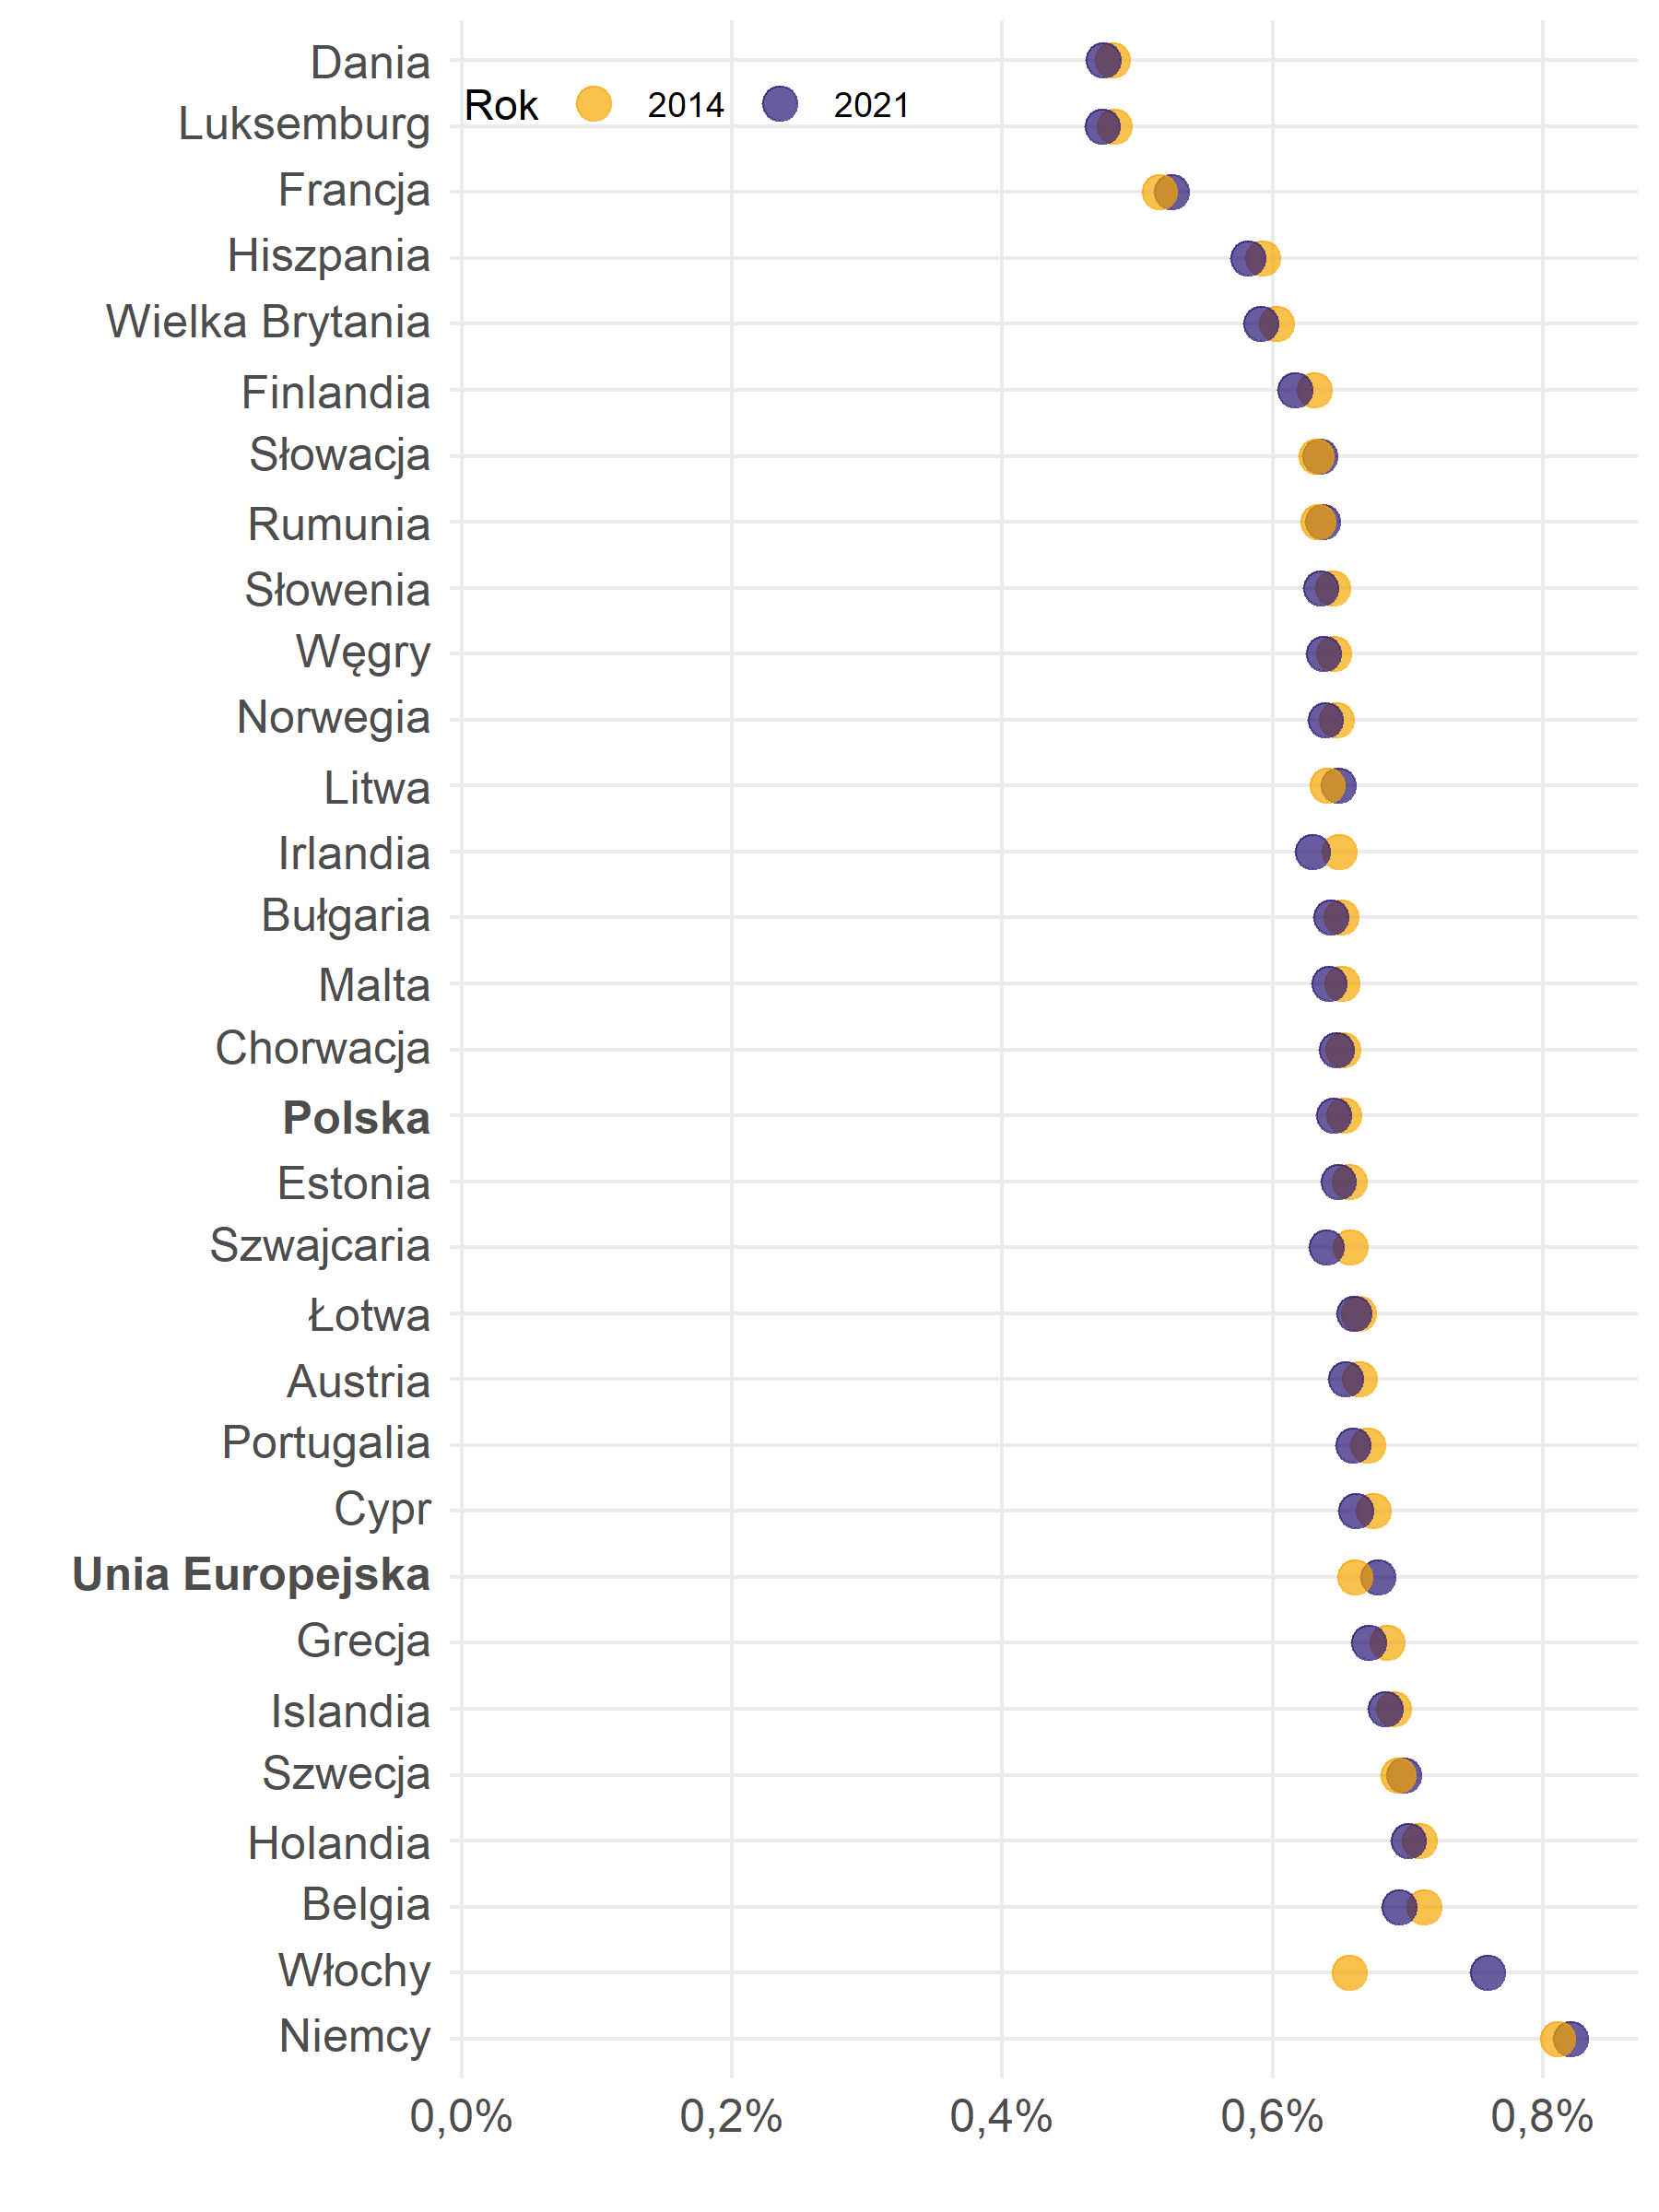 Dania
Rok 2014 2021
Luksemburg
Francja
Hiszpania
Wielka Brytania
Finlandia
Słowacja
Rumunia
Słowenia
Węgry
Norwegia
Litwa
Irlandia
Bułgaria
Malta
Chorwacja
Polska
Estonia
Szwajcaria
Łotwa
Austria
Portugalia
Cypr
Unia Europejska
Grecja
Islandia
Szwecja
Holandia
Belgia
Włochy
Niemcy
0,0% 0,2% 0,4% 0,6% 0,8%